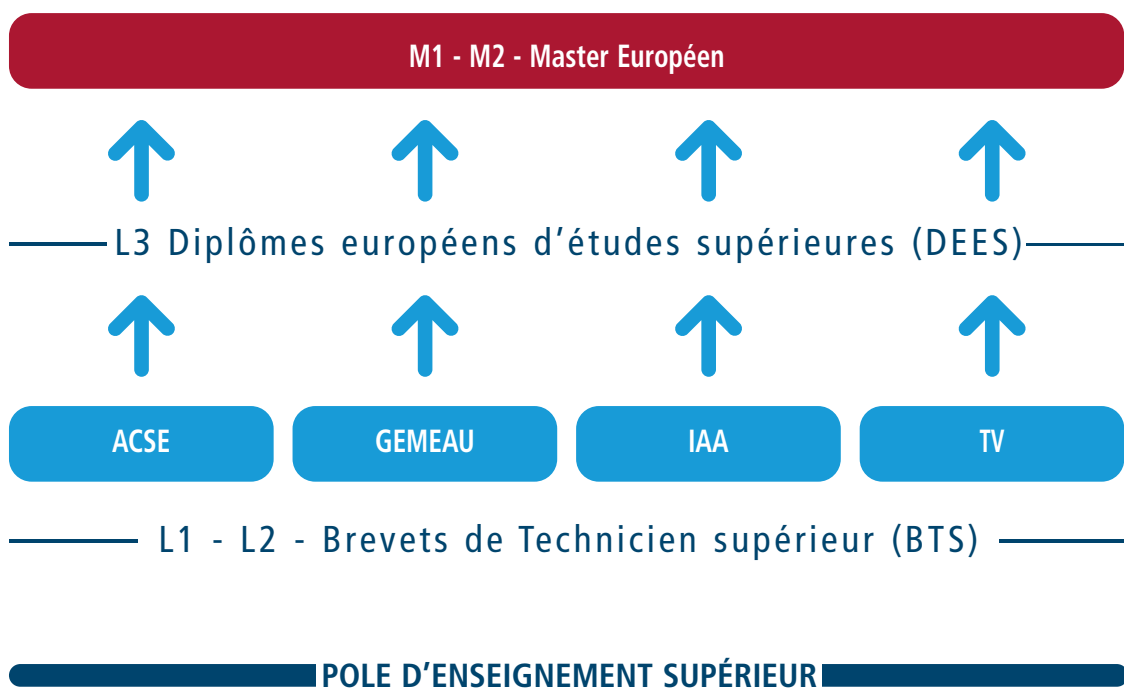 M1 - M2 - Master Européen
L3 Diplômes européens d’études supérieures (DEES)
ACSE
GEMEAU
IAA
TV
L1 - L2 - Brevets de Technicien supérieur (BTS)
POLE D’ENSEIGNEMENT SUPÉRIEUR